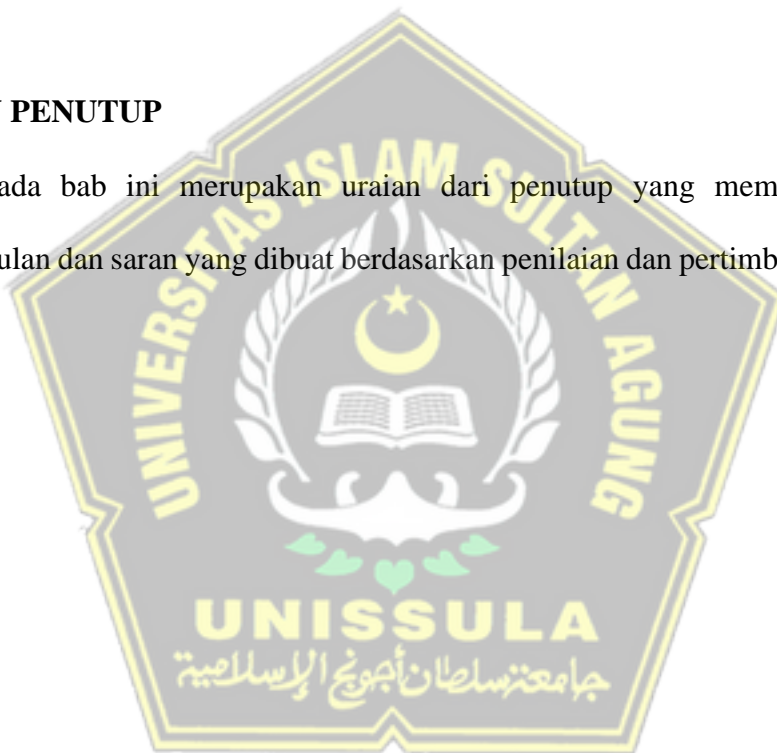 PENUTUP
ada bab ini merupakan uraian dari penutup yang mem
ulan dan saran yang dibuat berdasarkan penilaian dan pertimb
UNIVERSITAS ISLAM SULTAN AGUNG
UNISSULA
جامعة سلطان أجونج الإسلامية